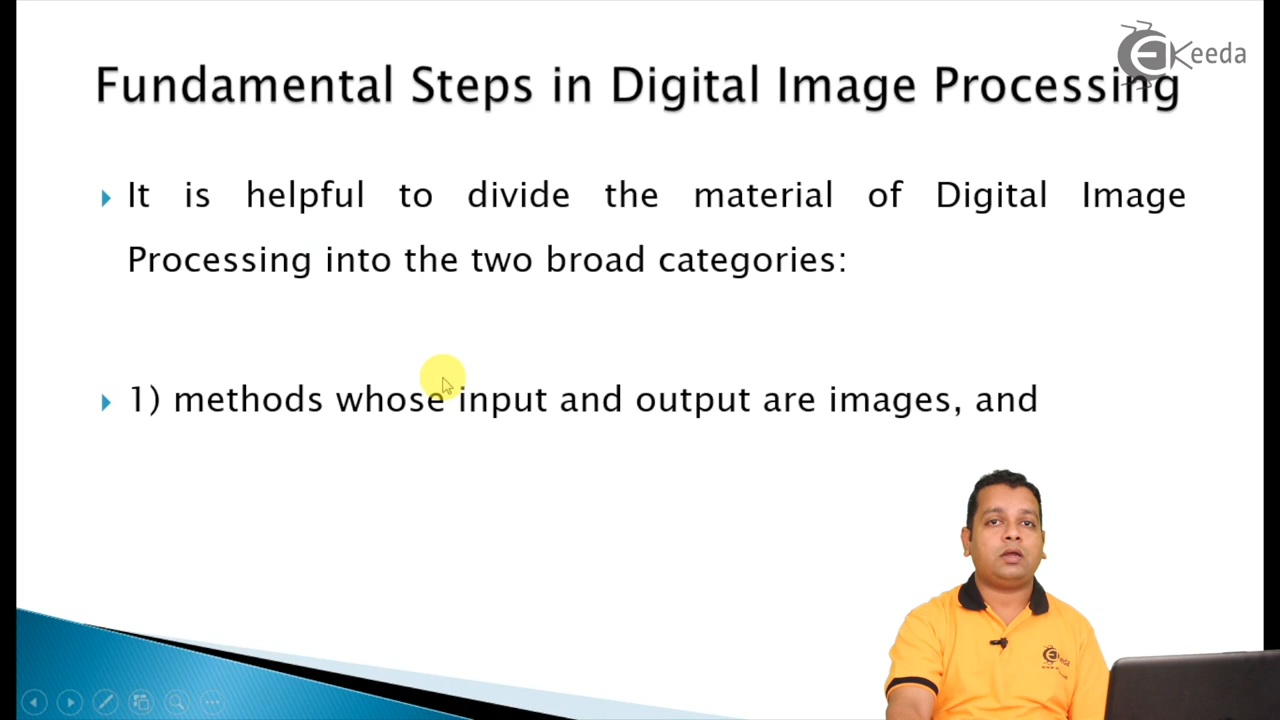 Keeda
Fundamental Steps in Digital Image Processing
It is helpful to divide the material of Digital Image
Processing into the two broad categories:
1) methods whose input and output are images, and